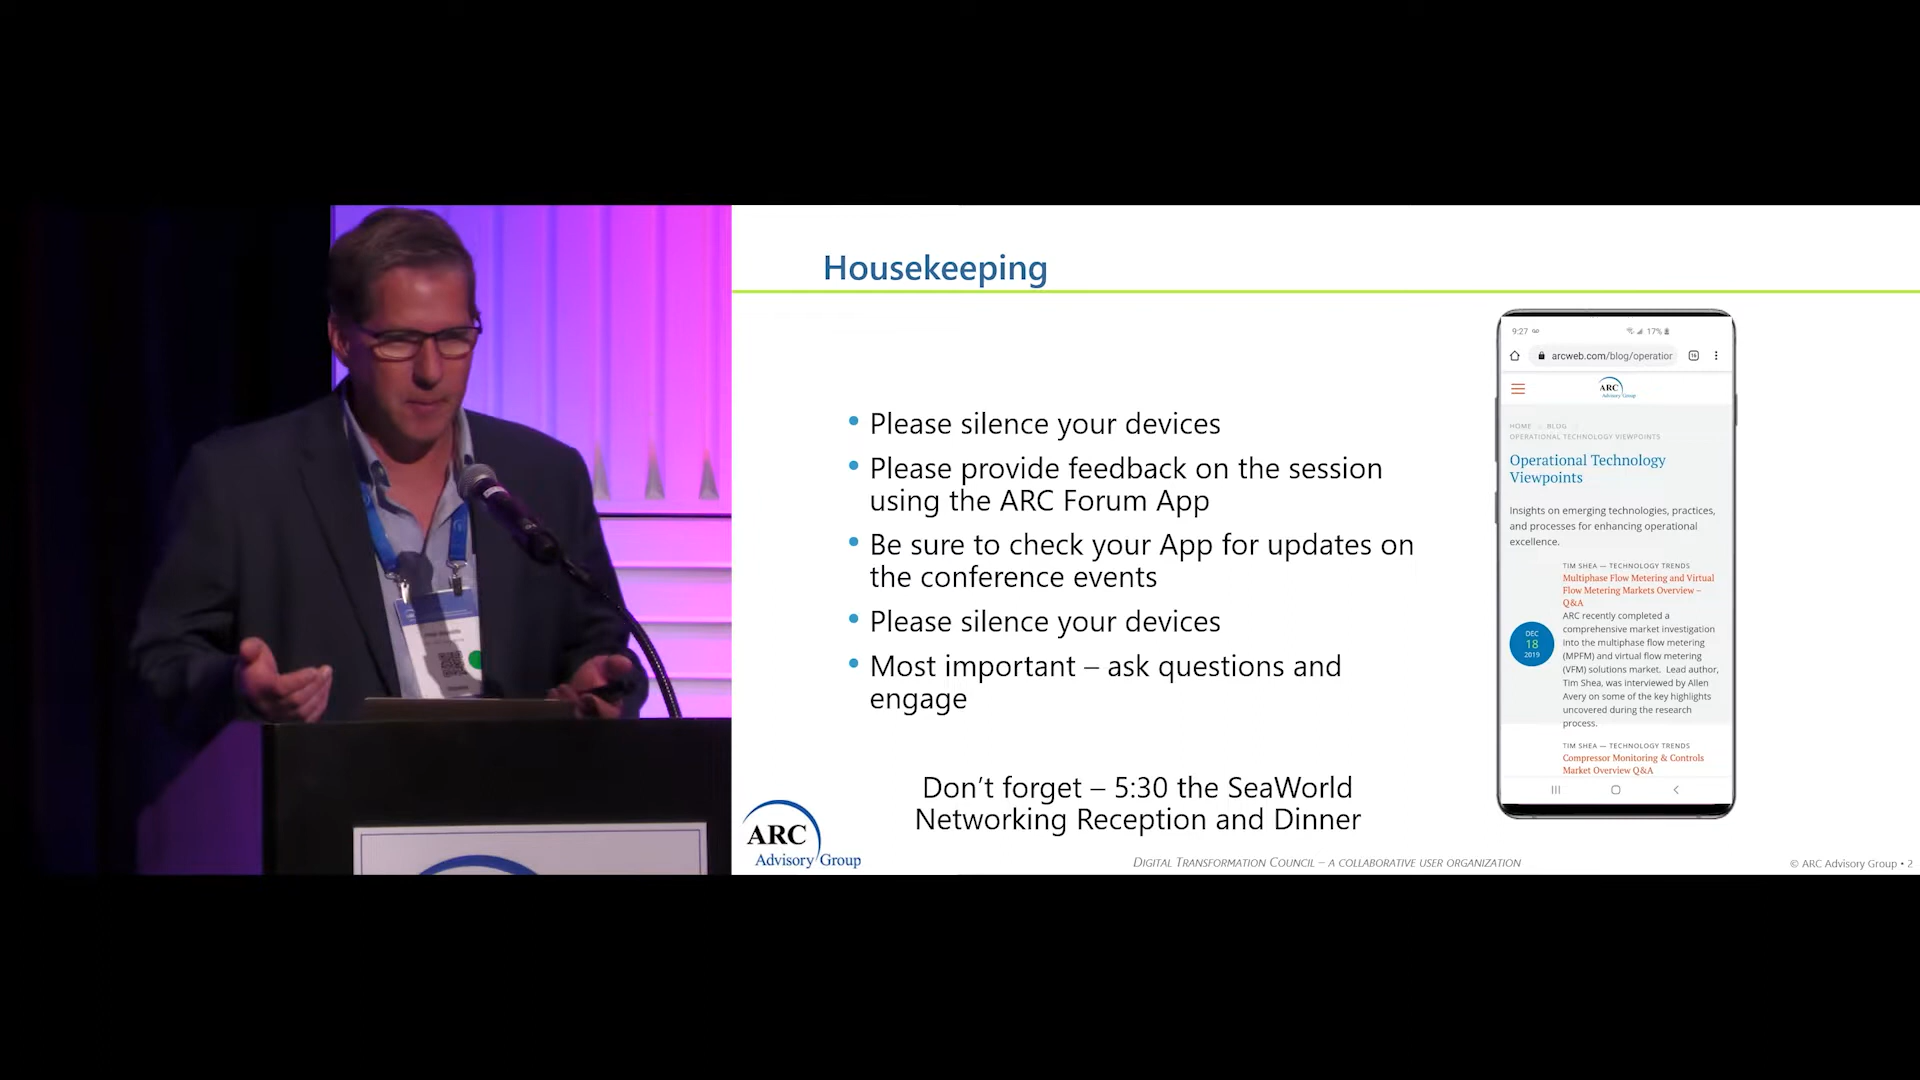 Housekeeping
Please silence your devices
Please provide feedback on the session
using the ARC Forum App
Be sure to check your App for updates on
the conference events
Please silence your devices
Most important – ask questions and
engage
Don't forget – 5:30 the SeaWorld
Networking Reception and Dinner
ARC
Advisory Group
DIGITAL TRANSFORMATION COUNCIL – A COLLABORATIVE USER ORGANIZATION
© ARC Advisory Group • 2
9:27
17%
arcweb.com/blog/operatior
ARC
Advisory Group
HOME
BLOG
OPERATIONAL TECHNOLOGY VIEWPOINTS
Operational Technology
Viewpoints
Insights on emerging technologies, practices,
and processes for enhancing operational
excellence.
TIM SHEA — TECHNOLOGY TRENDS
Multiphase Flow Metering and Virtual
Flow Metering Markets Overview –
Q&A
DEC
18
2019
ARC recently completed a
comprehensive market investigation
into the multiphase flow metering
(MPFM) and virtual flow metering
(VFM) solutions market. Lead author,
Tim Shea, was interviewed by Allen
Avery on some of the key highlights
uncovered during the research
process.
TIM SHEA — TECHNOLOGY TRENDS
Compressor Monitoring & Controls
Market Overview Q&A